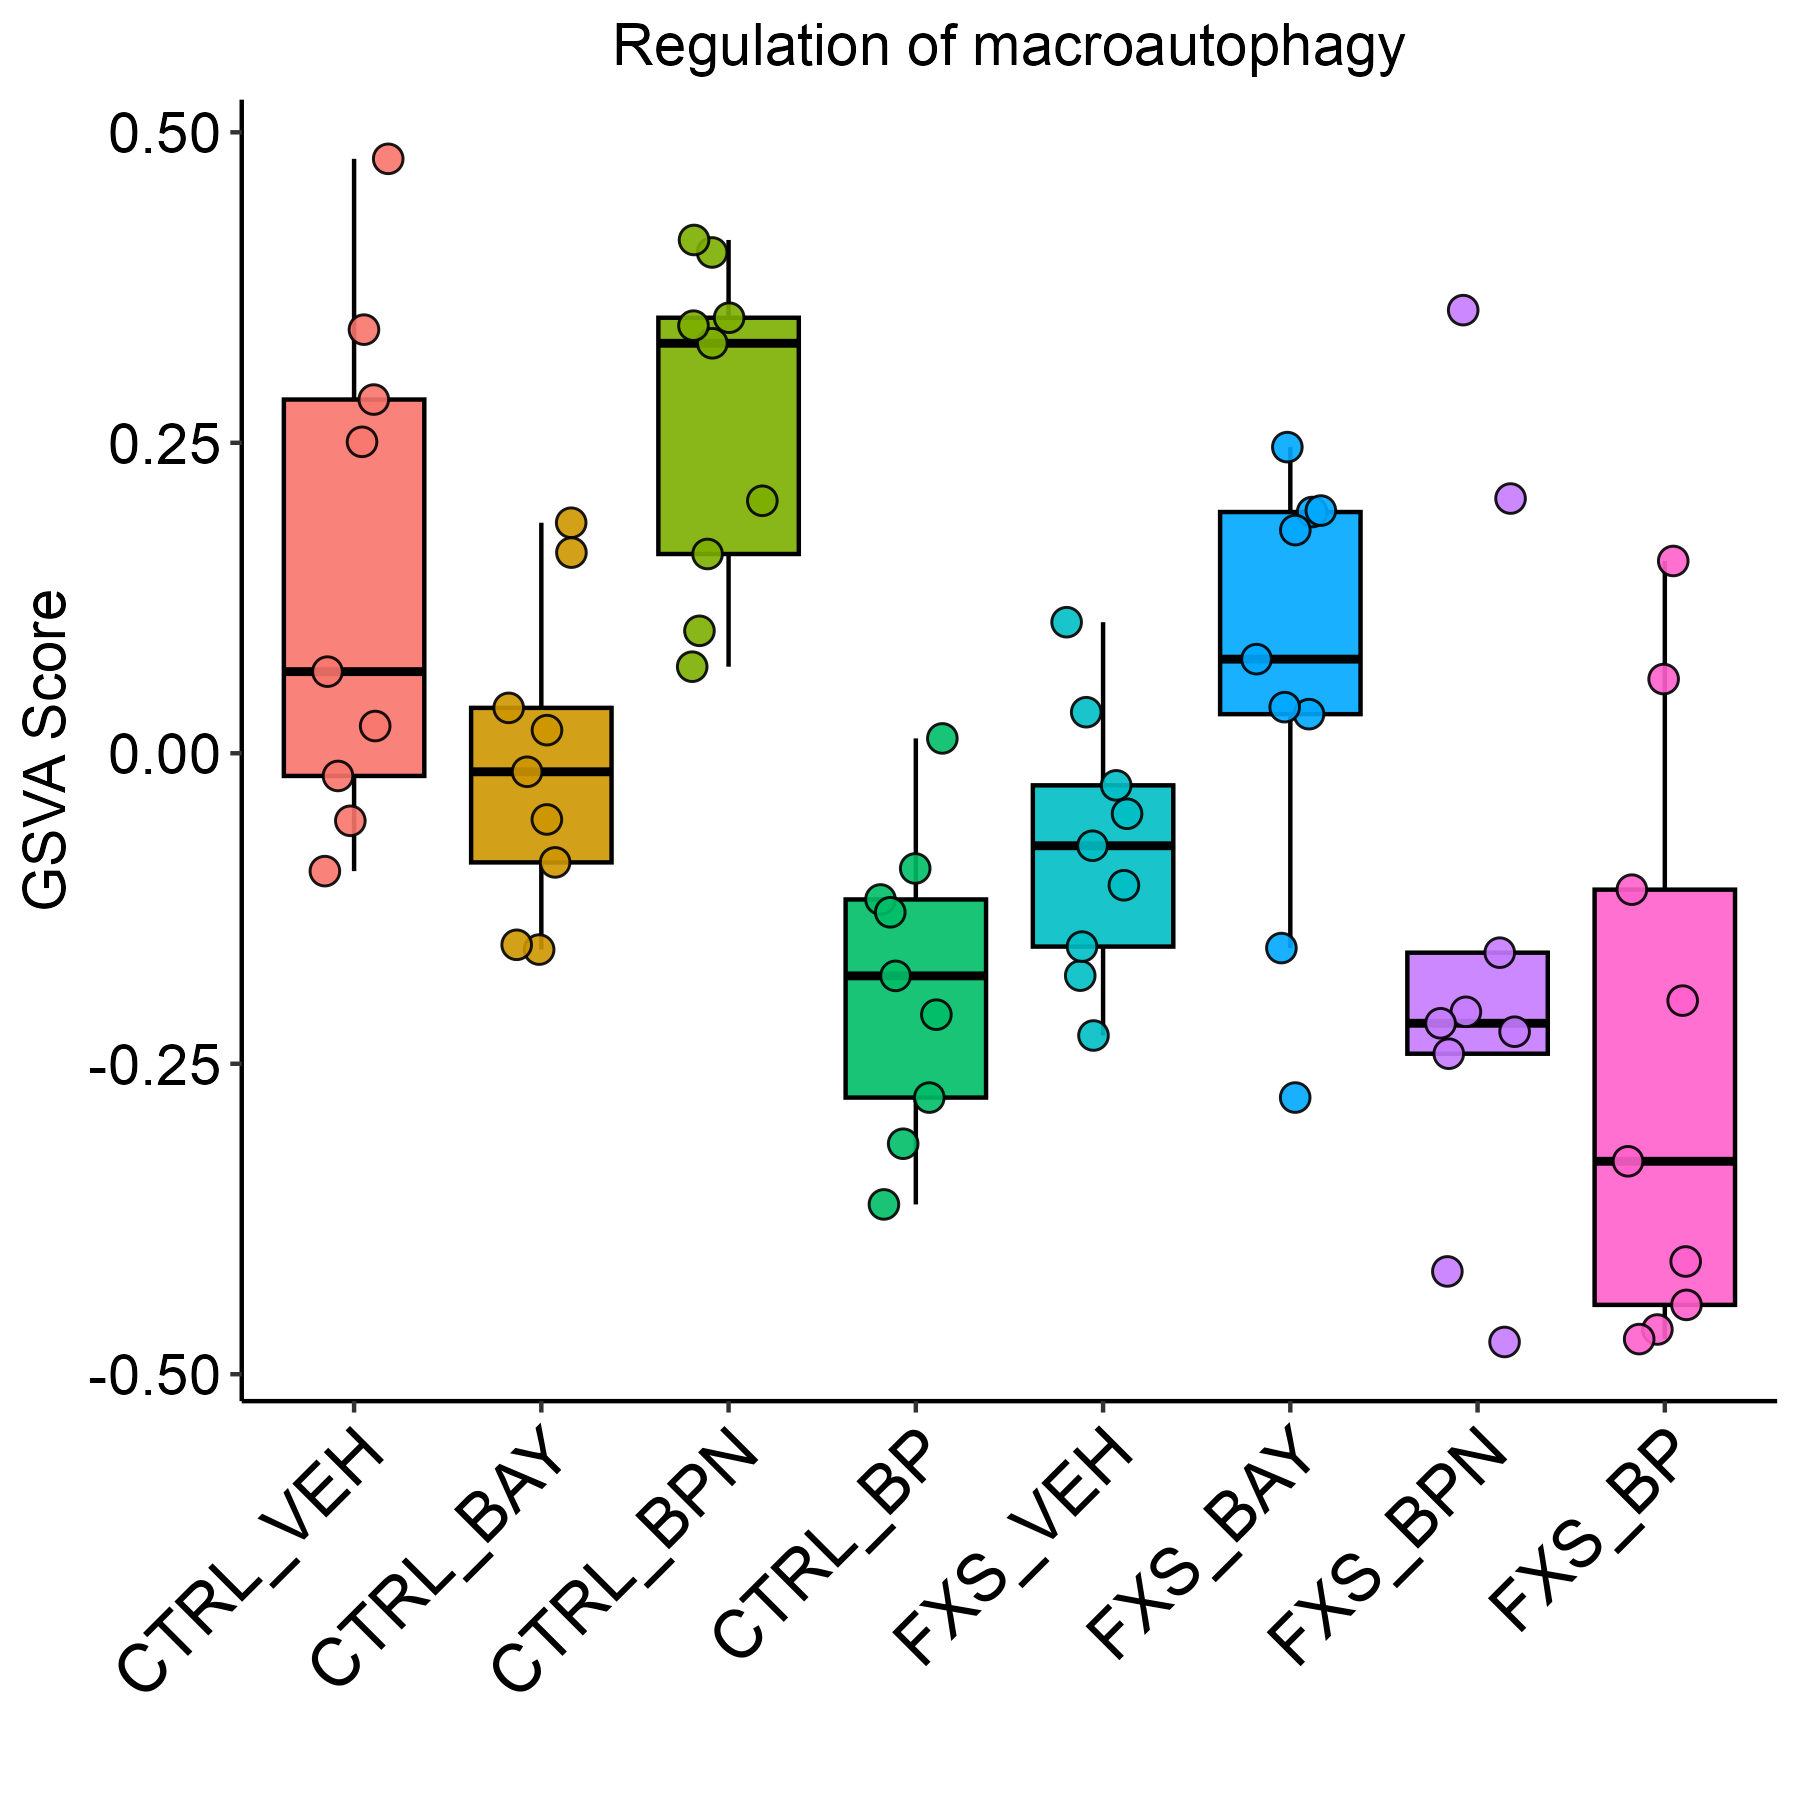 Regulation of macroautophagy
GSVA Score
0.50
0.25
0.00
-0.25
-0.50
CTRL_VEH
CTRL_BAY
CTRL_BPN
CTRL_BP
FXS_VEH
FXS_BAY
FXS_BPN
FXS_BP